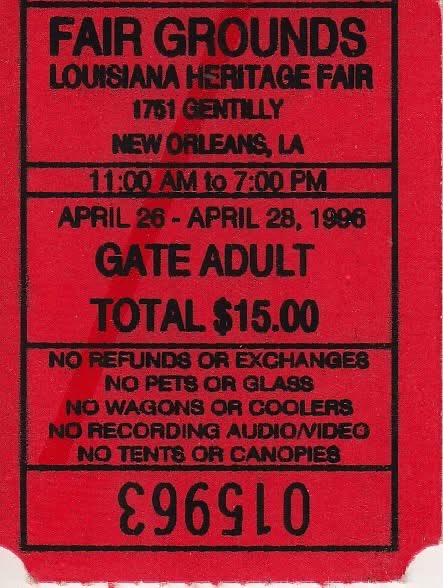 FAIR GROUNDS
LOUISIANA HERITAGE FAIR
1751 GENTILLY
NEW ORLEANS, LA
11:00 AM to 7:00 PM
APRIL 26 - APRIL 28, 1996
GATE ADULT
TOTAL $15.00
NO REFUNDS OR EXCHANGES
NO PETS OR GLASS
NO WAGONS OR COOLERS
NO RECORDING AUDIO/VIDEO
NO TENTS OR CANOPIES
015963